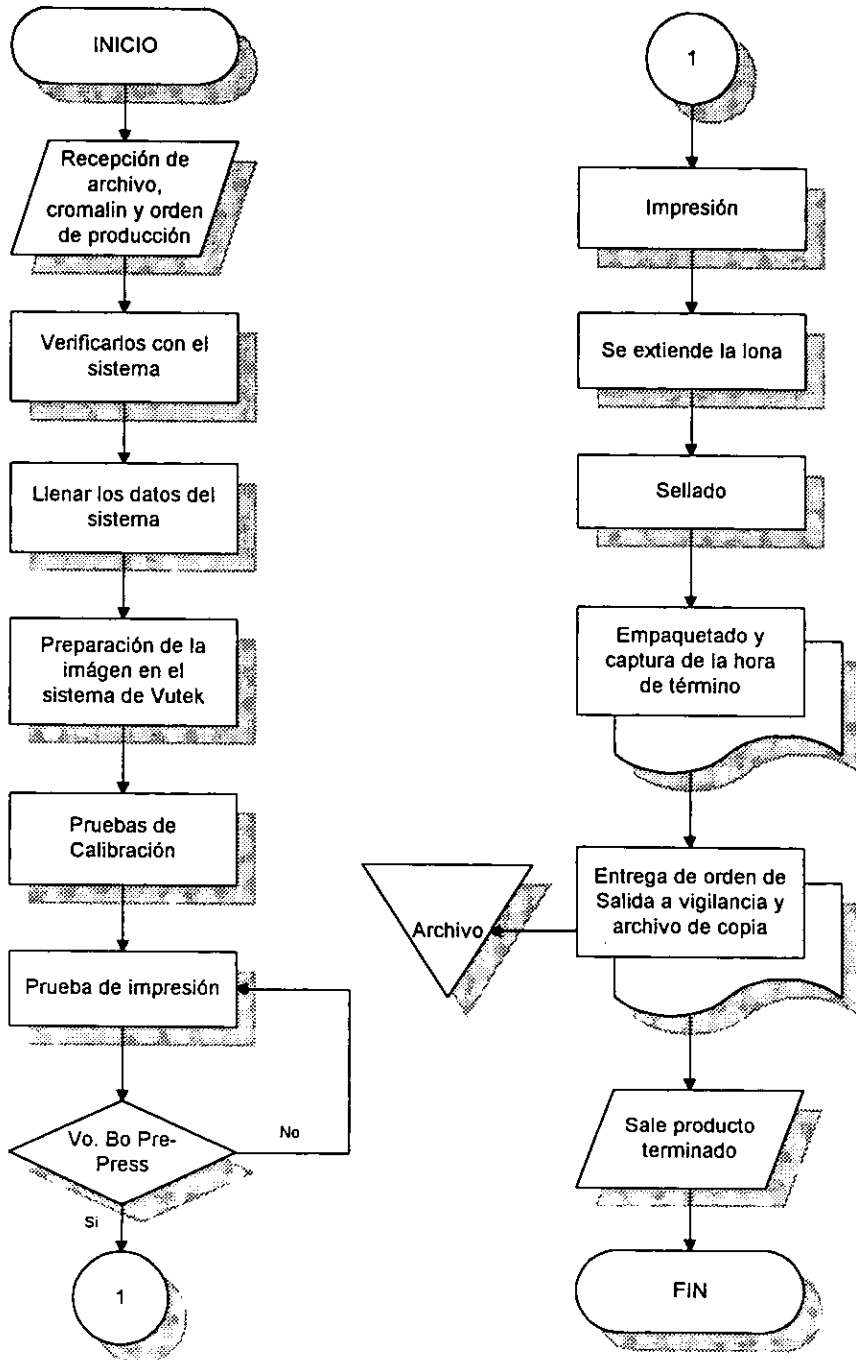 INICIO
Recepción de
archivo,
cromalin y orden
de producción
Verificarlos con el
sistema
Llenar los datos del
sistema
Preparación de la
imágen en el
sistema de Vutek
Pruebas de
Calibración
Prueba de impresión
Vo. Bo Pre-
Press
No
Si
1
1
Impresión
Se extiende la lona
Sellado
Empaquetado y
captura de la hora
de término
Entrega de orden de
Salida a vigilancia y
archivo de copia
Archivo
Sale producto
terminado
FIN